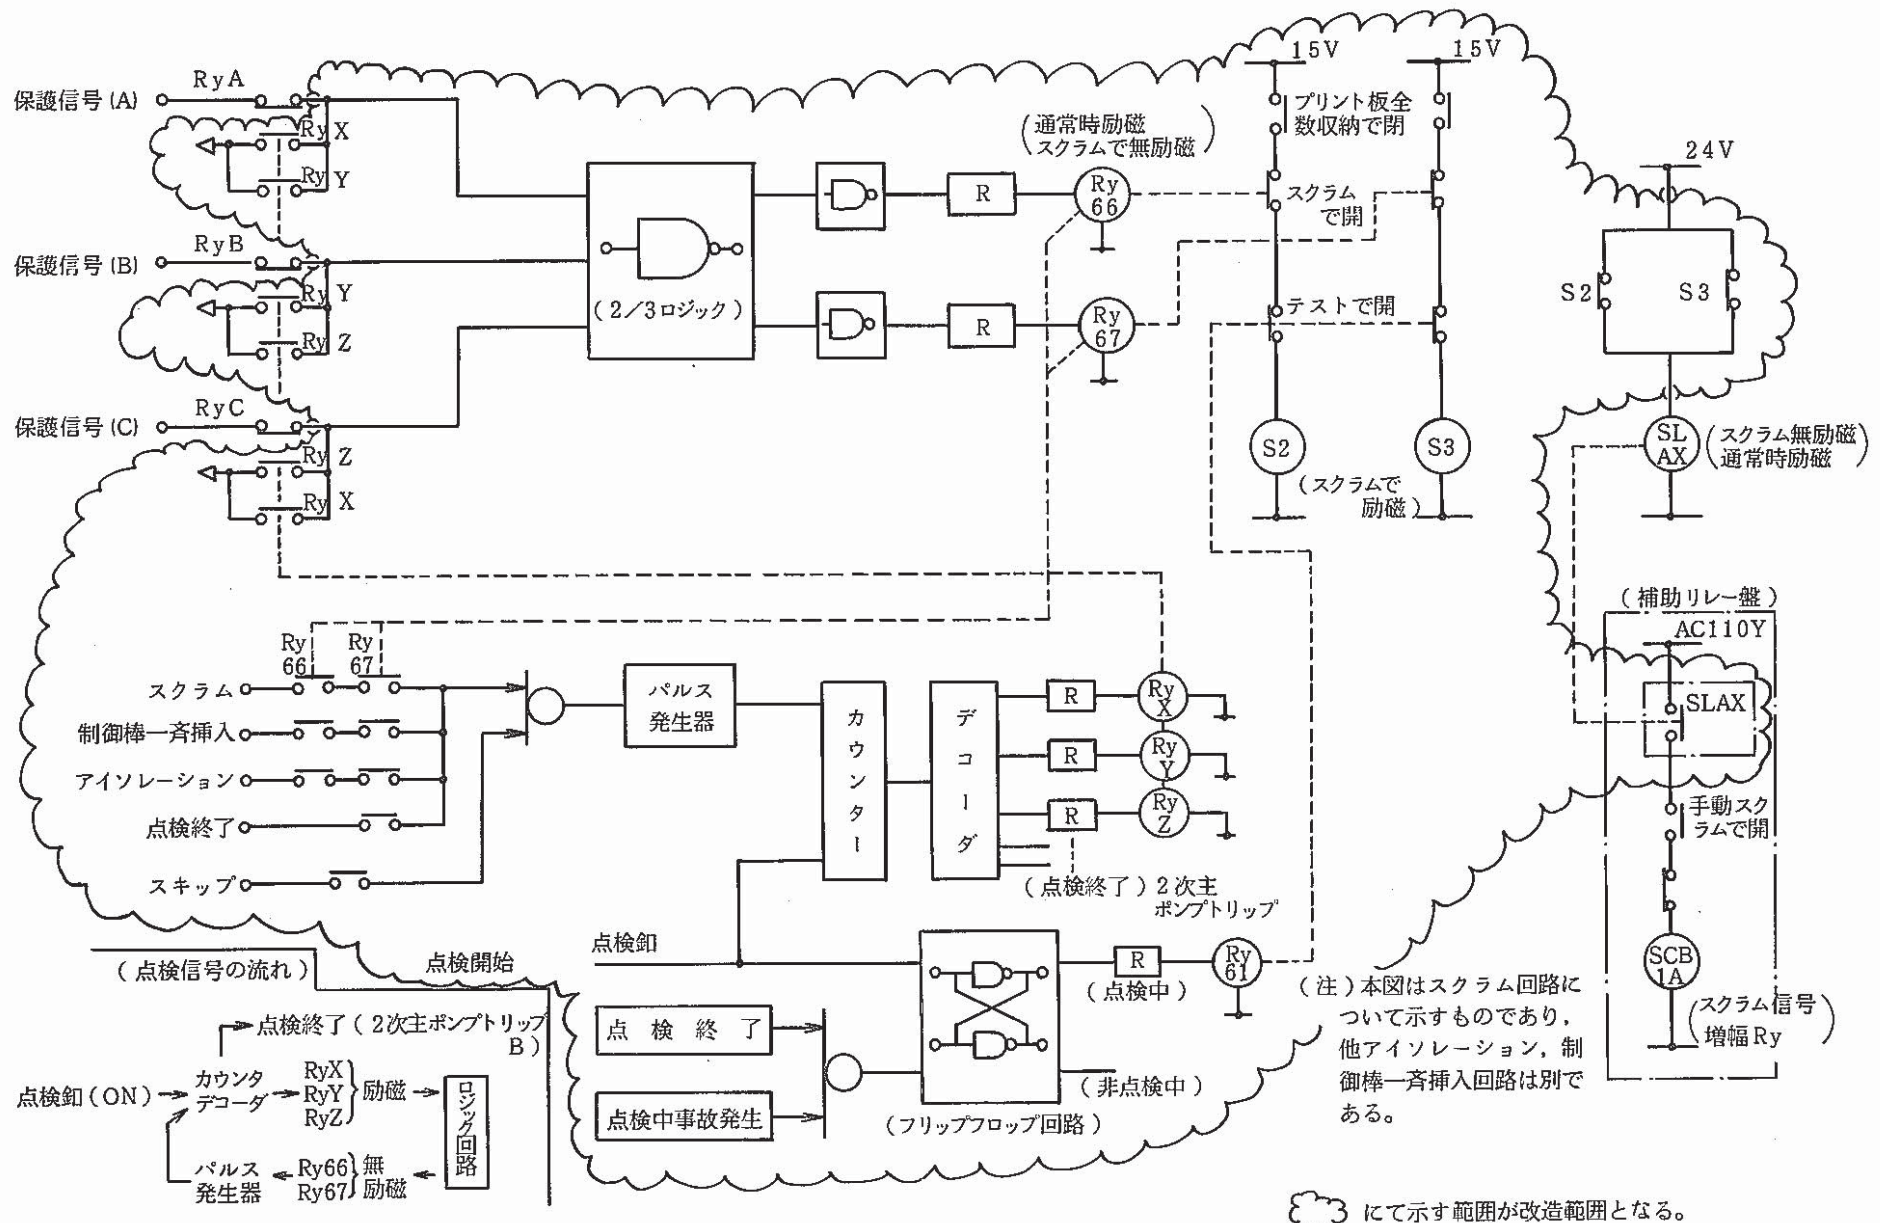 保護信号(A)
RyA
Ry X
Ry Y
保護信号(B)
RyB
Ry Y
Ry Z
保護信号(C)
RyC
Ry Z
Ry X
(2/3ロジック)
R
R
(通常時励磁
スクラムで無励磁)
Ry
66
Ry
67
15V
15V
プリント板全
数収納で閉
スクラム
で開
テストで開
S2
S3
(スクラムで
励磁)
24V
S2
S3
SL
AX
(スクラム無励磁)
(通常時励磁
(補助リレー盤)
AC110Y
SLAX
手動スク
ラムで開
SCB
1A
(スクラム信号
増幅Ry)
Ry
66
Ry
67
スクラム
制御棒一斉挿入
アイソレーション
点検終了
スキップ
パルス
発生器
カウンター
デコーダ
R
R
R
Ry
X
Ry
Y
Ry
Z
(点検終了)2次主
ポンプトリップ
点検釦
R
(点検中)
Ry
61
点検終了
点検中事故発生
(非点検中)
(フリップフロップ回路)
(点検信号の流れ)
点検開始
点検終了(2次主ポンプトリップ
B)
点検釦(ON)
カウンタ
デコーダ
RyX
RyY
RyZ
励磁
ロジック回路
パルス
発生器
Ry66
Ry67
無
励磁
(注)本図はスクラム回路に
ついて示すものであり,
他アイソレーション,制
御棒一斉挿入回路は別で
ある。
にて示す範囲が改造範囲となる。